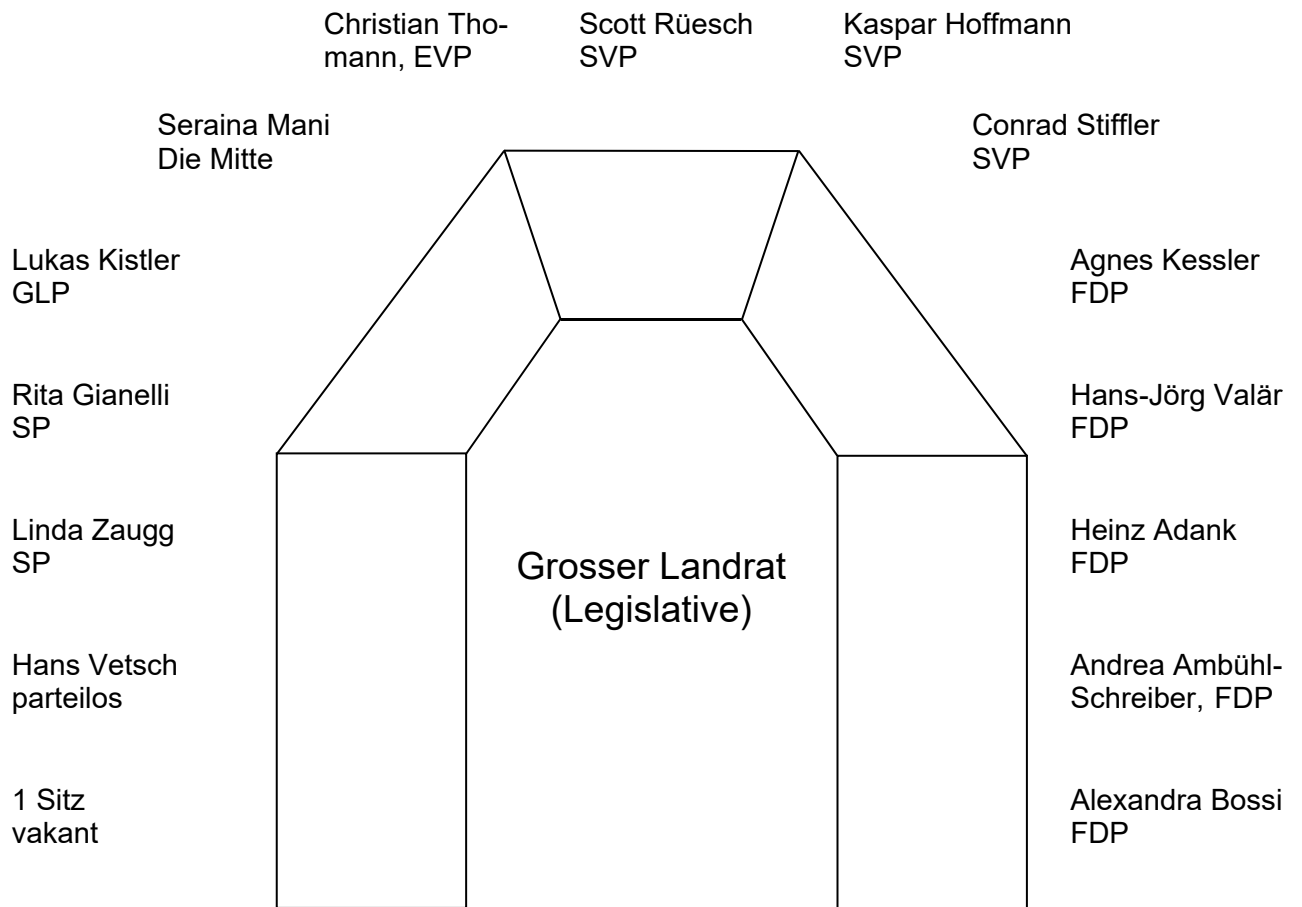 Christian Tho-
mann, EVP
Scott Rüesch
SVP
Kaspar Hoffmann
SVP
Seraina Mani
Die Mitte
Conrad Stiffler
SVP
Lukas Kistler
GLP
Agnes Kessler
FDP
Rita Gianelli
SP
Hans-Jörg Valär
FDP
Linda Zaugg
SP
Grosser Landrat
(Legislative)
Heinz Adank
FDP
Hans Vetsch
parteilos
Andrea Ambühl-
Schreiber, FDP
1 Sitz
vakant
Alexandra Bossi
FDP